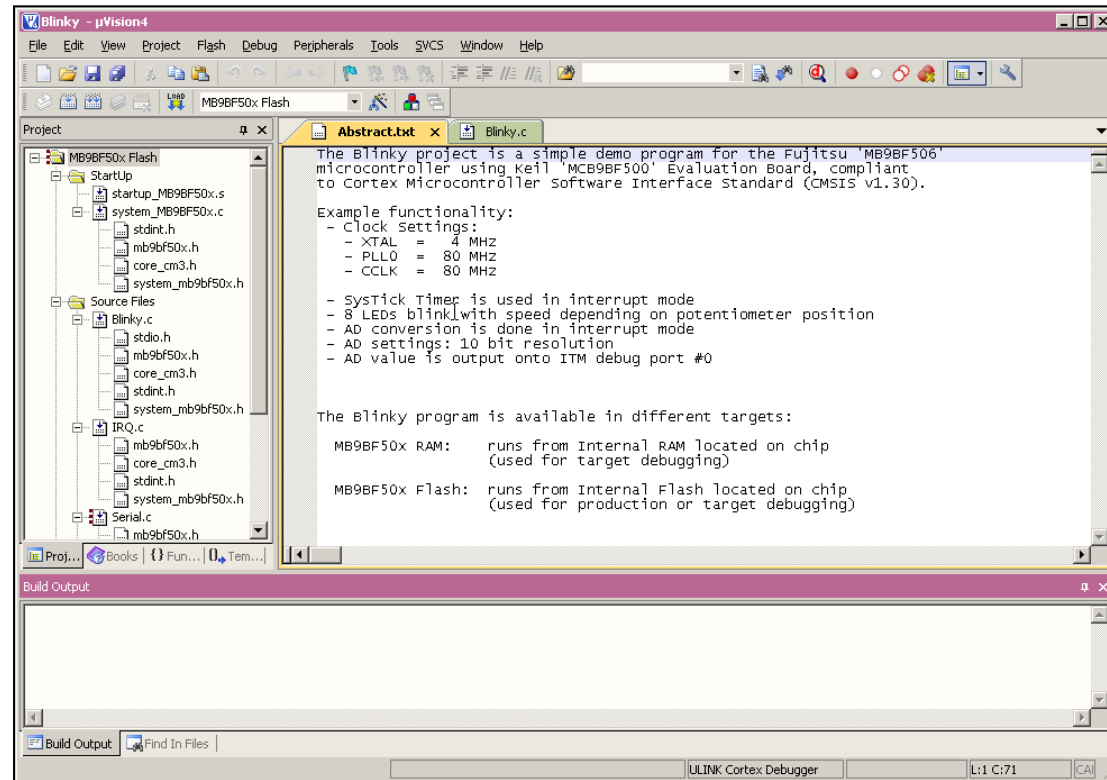 Blinky - µVision4
File Edit View Project Flash Debug Peripherals Tools SVCS Window Help
LOAD MB9BF50x Flash
Project
Abstract.txt x Blinky.c
MB9BF50x Flash
StartUp
startup_MB9BF50x.s
system_MB9BF50x.c
stdint.h
mb9bf50x.h
core_cm3.h
system_mb9bf50x.h
Source Files
Blinky.c
stdio.h
mb9bf50x.h
core_cm3.h
stdint.h
system_mb9bf50x.h
IRQ.c
mb9bf50x.h
core_cm3.h
stdint.h
system_mb9bf50x.h
Serial.c
mb9bf50x.h
Proj... Books {} Fun... 0 Tem...
The Blinky project is a simple demo program for the Fujitsu 'MB9BF506'
microcontroller using Keil 'MCB9BF500' Evaluation Board, compliant
to Cortex Microcontroller Software Interface Standard (CMSIS v1.30).
Example functionality:
- Clock Settings:
- XTAL = 4 MHz
- PLL0 = 80 MHz
- CCLK = 80 MHz
- SysTick Timer is used in interrupt mode
- 8 LEDs blink with speed depending on potentiometer position
- AD conversion is done in interrupt mode
- AD settings: 10 bit resolution
- AD value is output onto ITM debug port #0
The Blinky program is available in different targets:
MB9BF50x RAM: runs from Internal RAM located on chip
(used for target debugging)
MB9BF50x Flash: runs from Internal Flash located on chip
(used for production or target debugging)
Build Output
Build Output Find In Files
ULINK Cortex Debugger L:1 C:71 CAI